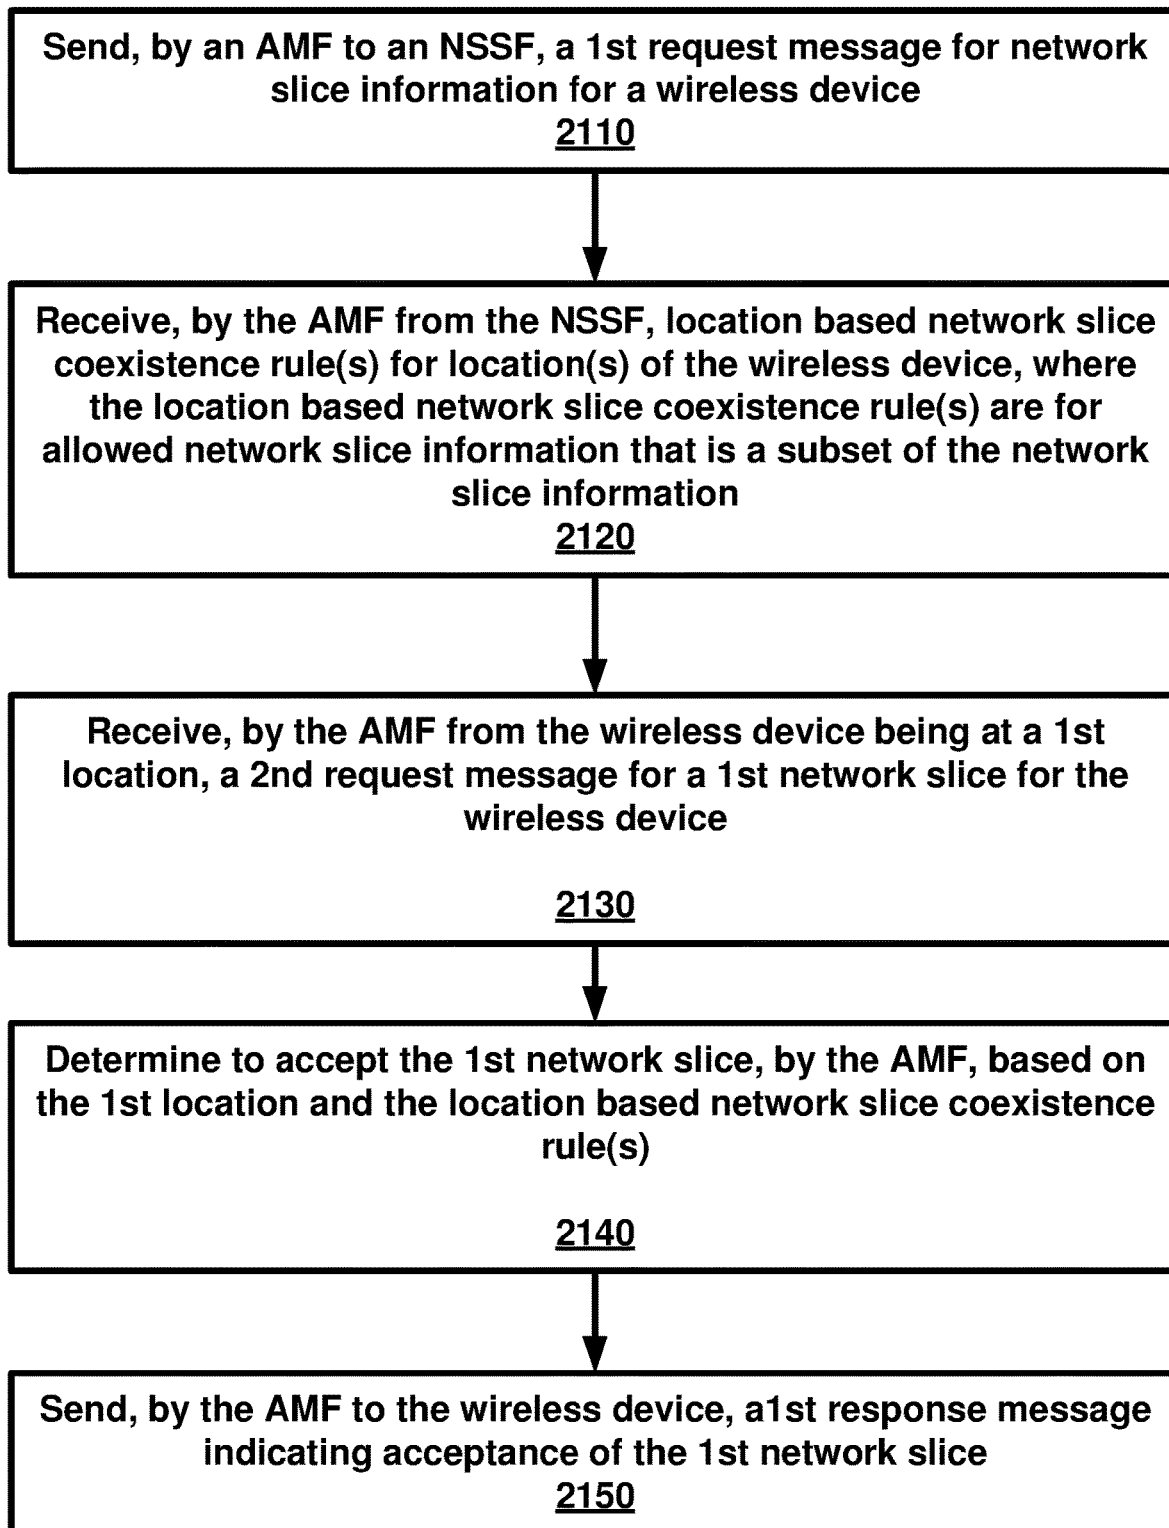 Send, by an AMF to an NSSF, a 1st request message for network
slice information for a wireless device
2110
Receive, by the AMF from the NSSF, location based network slice
coexistence rule(s) for location(s) of the wireless device, where
the location based network slice coexistence rule(s) are for
allowed network slice information that is a subset of the network
slice information
2120
Receive, by the AMF from the wireless device being at a 1st
location, a 2nd request message for a 1st network slice for the
wireless device
2130
Determine to accept the 1st network slice, by the AMF, based on
the 1st location and the location based network slice coexistence
rule(s)
2140
Send, by the AMF to the wireless device, a1st response message
indicating acceptance of the 1st network slice
2150